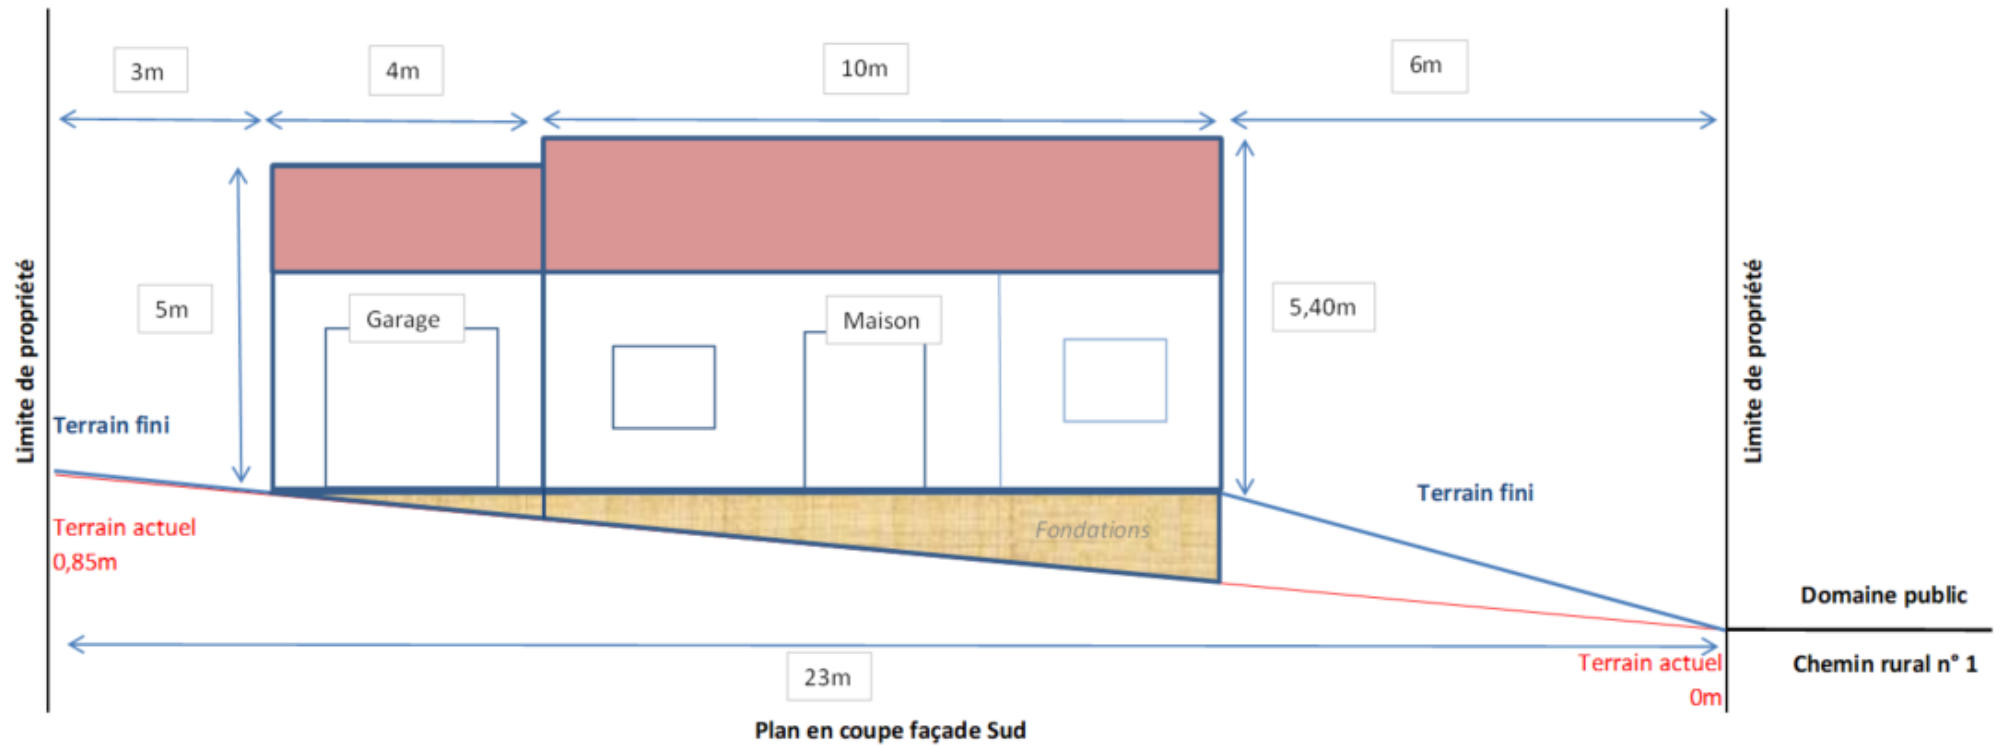 3m
4m
10m
6m
Limite de propriété
5m
Garage
Maison
5,40m
Limite de propriété
Terrain fini
Terrain fini
Terrain actuel
0,85m
Fondations
Domaine public
23m
Terrain actuel
0m
Chemin rural n° 1
Plan en coupe façade Sud